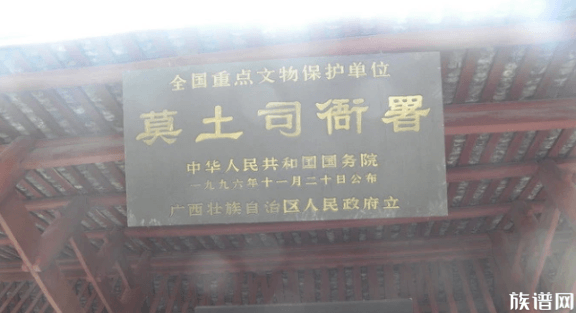 全国重点文物保护单位
莫土司衙署
中华人民共和国国务院
一九九六年十一月二十日公布
广西壮族自治区人民政府立
族谱网